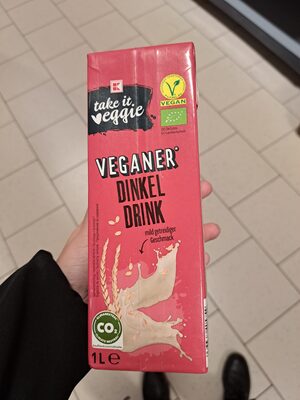 K
take it
veggie
VEGAN
VEGANER*
DINKEL
DRINK
mild getreidiger
Geschmack
CO₂
1L e